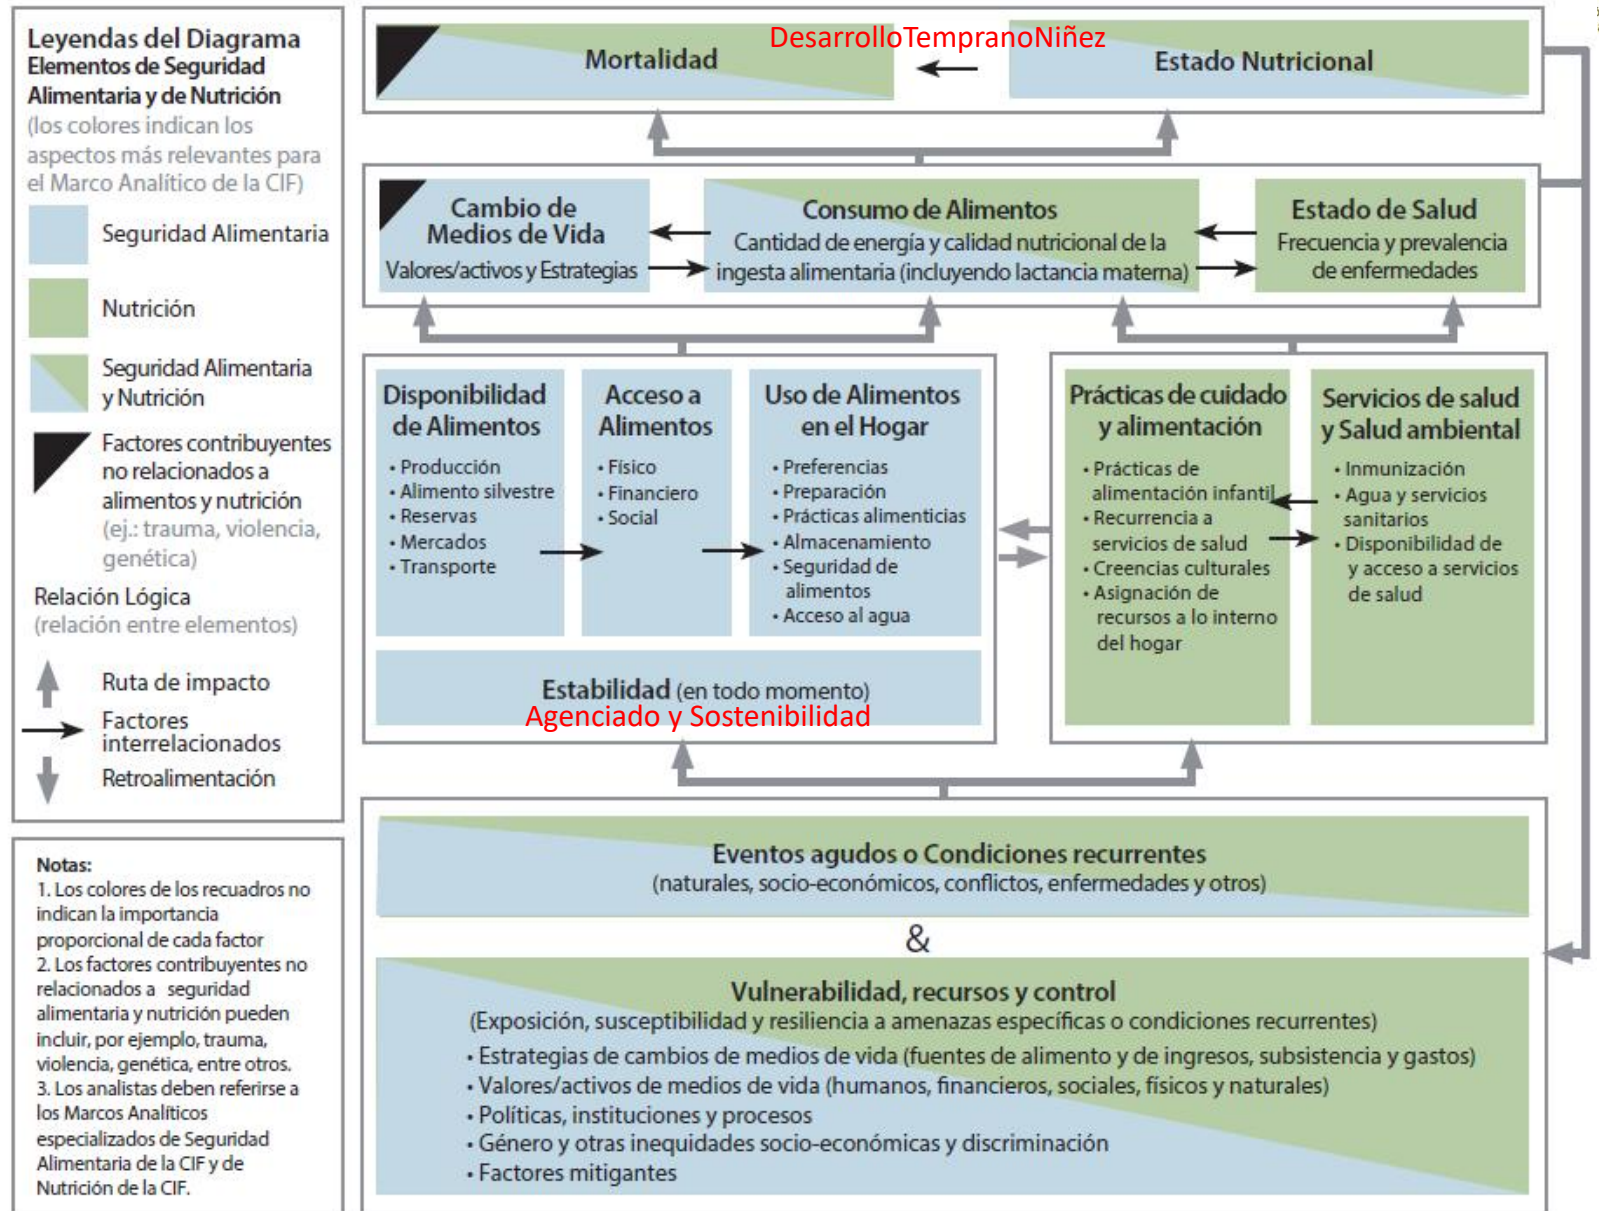 Leyendas del Diagrama
Elementos de Seguridad
Alimentaria y de Nutrición
(los colores indican los
aspectos más relevantes para
el Marco Analítico de la CIF)
Seguridad Alimentaria
Nutrición
Seguridad Alimentaria
y Nutrición
Factores contribuyentes
no relacionados a
alimentos y nutrición
(ej.: trauma, violencia,
genética)
Relación Lógica
(relación entre elementos)
Ruta de impacto
Factores
interrelacionados
Retroalimentación
Notas:
1. Los colores de los recuadros no
indican la importancia
proporcional de cada factor
2. Los factores contribuyentes no
relacionados a seguridad
alimentaria y nutrición pueden
incluir, por ejemplo, trauma,
violencia, genética, entre otros.
3. Los analistas deben referirse a
los Marcos Analíticos
especializados de Seguridad
Alimentaria de la CIF y de
Nutrición de la CIF.
DesarrolloTempranoNiñez
Mortalidad
Estado Nutricional
Cambio de
Medios de Vida
Valores/activos y Estrategias
Consumo de Alimentos
Cantidad de energía y calidad nutricional de la
ingesta alimentaria (incluyendo lactancia materna)
Estado de Salud
Frecuencia y prevalencia
de enfermedades
Disponibilidad
de Alimentos
• Producción
• Alimento silvestre
• Reservas
• Mercados
• Transporte
Acceso a
Alimentos
• Físico
• Financiero
• Social
Uso de Alimentos
en el Hogar
• Preferencias
• Preparación
• Prácticas alimenticias
• Almacenamiento
• Seguridad de
alimentos
• Acceso al agua
Estabilidad (en todo momento)
Agenciado y Sostenibilidad
Prácticas de cuidado
y alimentación
• Prácticas de
alimentación infantil
• Recurrencia a
servicios de salud
• Creencias culturales
• Asignación de
recursos a lo interno
del hogar
Servicios de salud
y Salud ambiental
• Inmunización
• Agua y servicios
sanitarios
• Disponibilidad de
y acceso a servicios
de salud
Eventos agudos o Condiciones recurrentes
(naturales, socio-económicos, conflictos, enfermedades y otros)
&
Vulnerabilidad, recursos y control
(Exposición, susceptibilidad y resiliencia a amenazas específicas o condiciones recurrentes)
• Estrategias de cambios de medios de vida (fuentes de alimento y de ingresos, subsistencia y gastos)
• Valores/activos de medios de vida (humanos, financieros, sociales, físicos y naturales)
• Políticas, instituciones y procesos
• Género y otras inequidades socio-económicas y discriminación
• Factores mitigantes